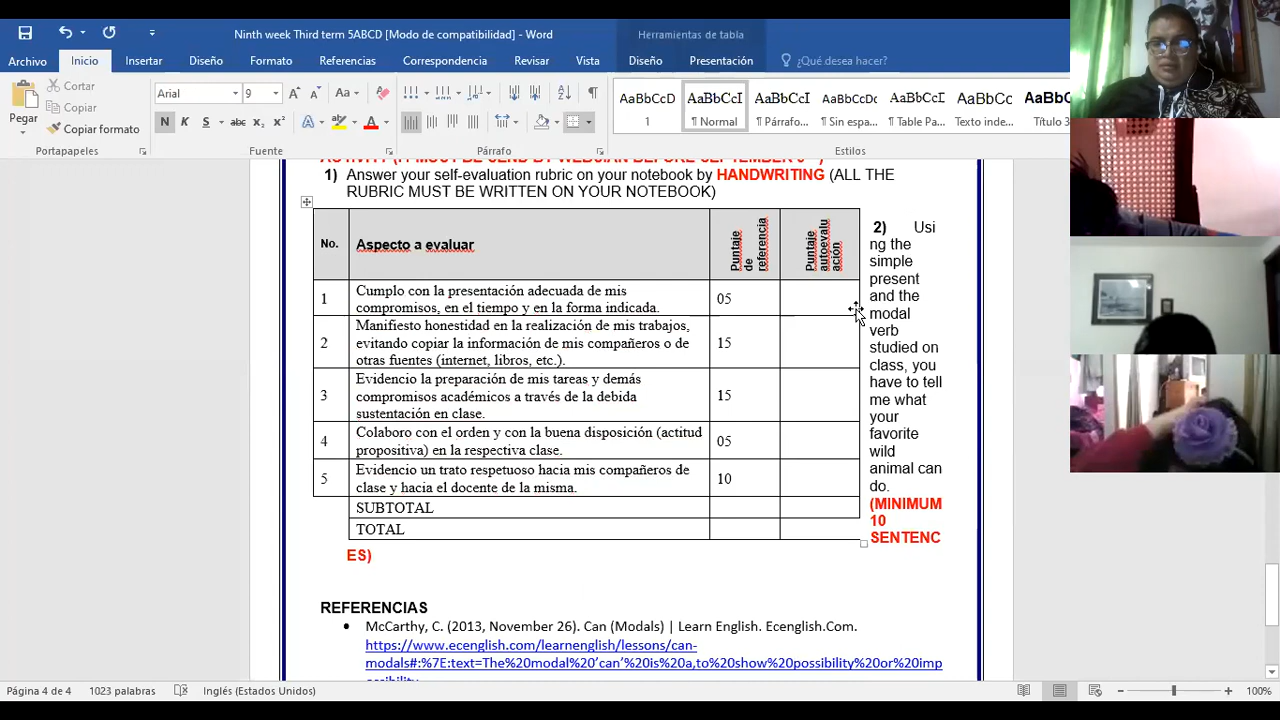 Ninth week Third term 5ABCD [Modo de compatibilidad] - Word
Herramientas de tabla
Archivo Inicio Insertar Diseño Formato Referencias Correspondencia Revisar Vista Diseño Presentación ¿Qué desea hacer?
Cortar
Copiar
Copiar formato
Pegar
Arial 9
Aa
N K S abc x₂ x²
AaBbCcD AaBbCcI AaBbCcI AaBbCcDc AaBbCcI AaBbCcI AaBbC
1 ¶ Normal ¶ Párrafo... ¶ Sin espa... ¶ Table Pa... Texto inde... Título 3
Portapapeles Fuente Párrafo Estilos
1) Answer your self-evaluation rubric on your notebook by HANDWRITING (ALL THE
RUBRIC MUST BE WRITTEN ON YOUR NOTEBOOK)
No. Aspecto a evaluar Puntaje de referencia Puntaje autoevalu acion
1 Cumplo con la presentación adecuada de mis
compromisos, en el tiempo y en la forma indicada. 05
2 Manifiesto honestidad en la realización de mis trabajos,
evitando copiar la información de mis compañeros o de
otras fuentes (internet, libros, etc.). 15
3 Evidencio la preparación de mis tareas y demás
compromisos académicos a través de la debida
sustentación en clase. 15
4 Colaboro con el orden y con la buena disposición (actitud
propositiva) en la respectiva clase. 05
5 Evidencio un trato respetuoso hacia mis compañeros de
clase y hacia el docente de la misma. 10
SUBTOTAL
TOTAL
2) Usi
ng the
simple
present
and the
modal
verb
studied on
class, you
have to tell
me what
your
favorite
wild
animal can
do.
(MINIMUM
10
SENTENC
ES)
REFERENCIAS
• McCarthy, C. (2013, November 26). Can (Modals) | Learn English. Ecenglish.Com.
https://www.ecenglish.com/learnenglish/lessons/can-
modals#:%7E:text=The%20modal%20'can'%20is%20a,to%20show%20possibility%20or%20imp
Página 4 de 4 1023 palabras Inglés (Estados Unidos) 100%